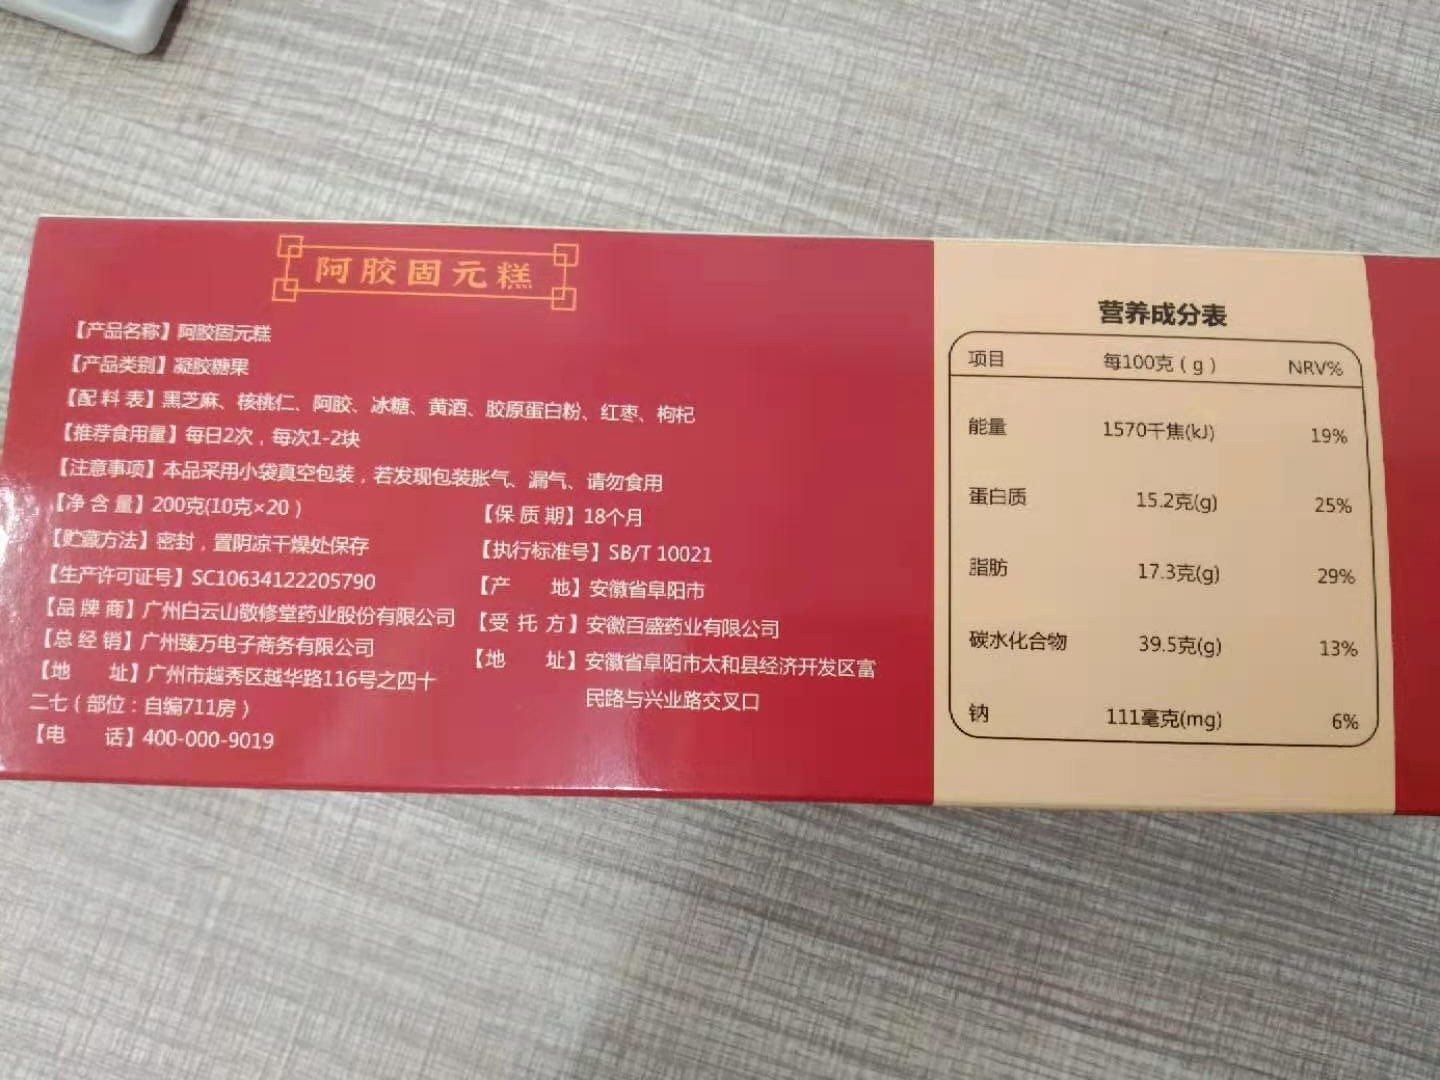 阿胶固元糕
【产品名称】阿胶固元糕
【产品类别】凝胶糖果
【配 料 表】黑芝麻、核桃仁、阿胶、冰糖、黄酒、胶原蛋白粉、红枣、枸杞
【推荐食用量】每日2次，每次1-2块
【注意事项】本品采用小袋真空包装，若发现包装胀气、漏气、请勿食用
【净 含 量】200克(10克×20）
【贮藏方法】密封，置阴凉干燥处保存
【生产许可证号】SC10634122205790
【品 牌 商】广州白云山敬修堂药业股份有限公司
【总 经 销】广州臻万电子商务有限公司
【地 址】广州市越秀区越华路116号之四十
二七（部位：自编711房）
【电 话】400-000-9019
【保 质 期】18个月
【执行标准号】SB/T 10021
【产 地】安徽省阜阳市
【受 托 方】安徽百盛药业有限公司
【地 址】安徽省阜阳市太和县经济开发区富
民路与兴业路交叉口
营养成分表
项目 每100克（g） NRV%
能量 1570千焦(kJ) 19%
蛋白质 15.2克(g) 25%
脂肪 17.3克(g) 29%
碳水化合物 39.5克(g) 13%
钠 111毫克(mg) 6%